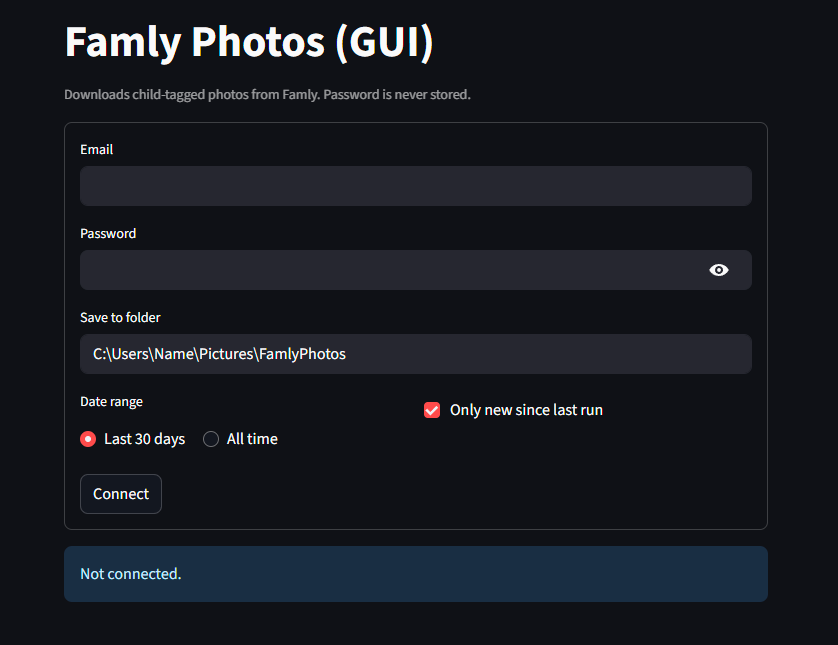 Famly Photos (GUI)
Downloads child-tagged photos from Famly. Password is never stored.
Email
Password
Save to folder
C:\Users\Name\Pictures\FamlyPhotos
Date range
Only new since last run
Last 30 days
All time
Connect
Not connected.